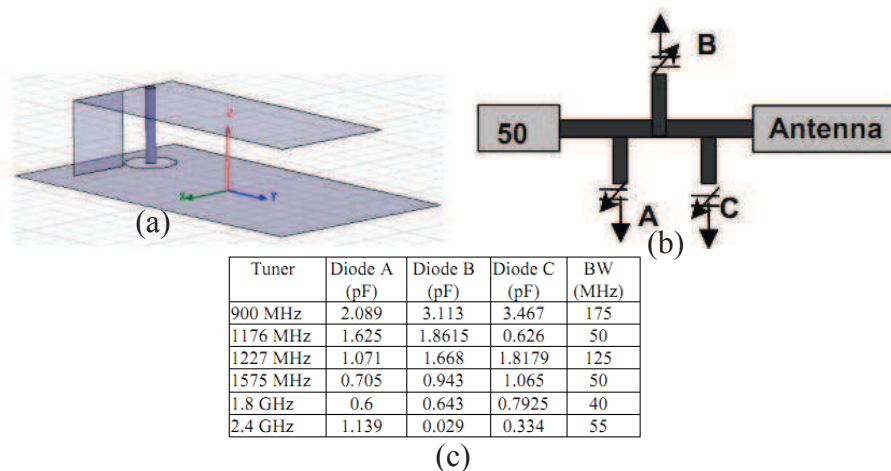 Z
X
Y
(a)
B
50
Antenna
A
C
(b)
Tuner Diode A (pF) Diode B (pF) Diode C (pF) BW (MHz)
900 MHz 2.089 3.113 3.467 175
1176 MHz 1.625 1.8615 0.626 50
1227 MHz 1.071 1.668 1.8179 125
1575 MHz 0.705 0.943 1.065 50
1.8 GHz 0.6 0.643 0.7925 40
2.4 GHz 1.139 0.029 0.334 55
(c)